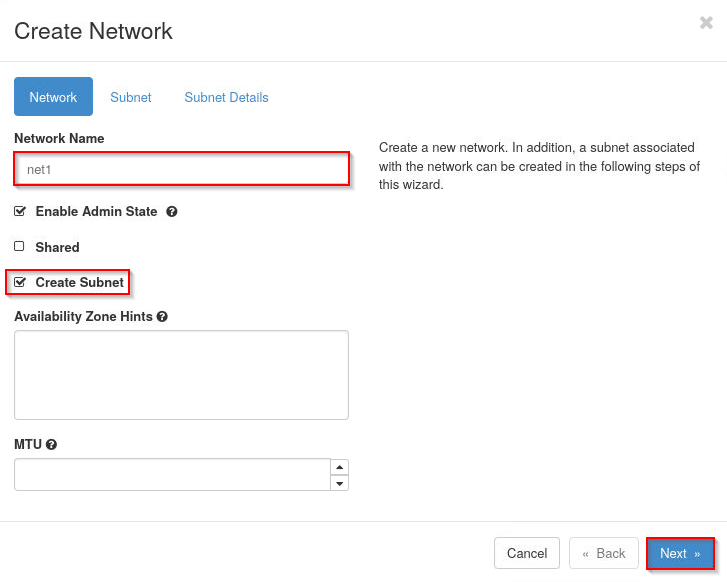 Create Network
Network Subnet Subnet Details
Network Name
net1
Enable Admin State
Shared
Create Subnet
Availability Zone Hints
MTU
Create a new network. In addition, a subnet associated
with the network can be created in the following steps of
this wizard.
Cancel « Back Next »